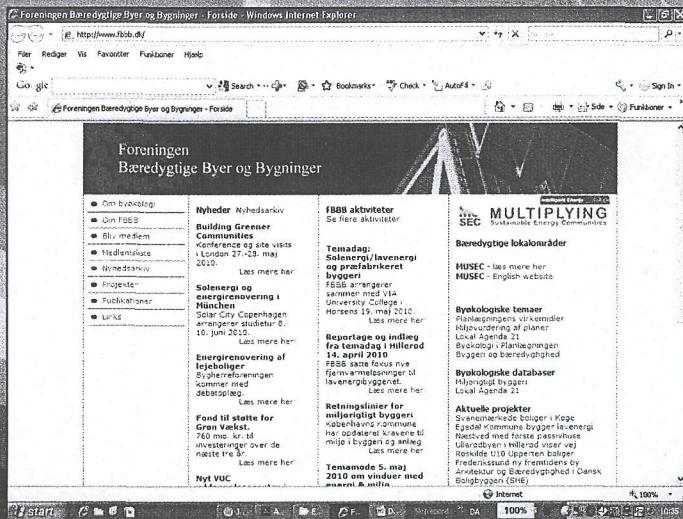 Foreningen Bæredygtige Byer og Bygninger - Forside - Windows Internet Explorer
http://www.fbbb.dk/
Filer Rediger Vis Favoritter Funktioner Hjælp
Google Search Bookmarks Check AutoFill Sign In
Foreningen Bæredygtige Byer og Bygninger - Forside
Side Funktioner
Foreningen
Bæredygtige Byer og Bygninger
Om byøkologi
Om FBBB
Bliv medlem
Medlemsliste
Nyhedsarkiv
Projekter
Publikationer
Links
Nyheder Nyhedsarkiv
Building Greener
Communities
Konference og site visits
i London 27.-28. maj
2010.
Læs mere her
Solenergi og
energirenovering i
München
Solar City Copenhagen
arrangerer studietur 8.-
10. juni 2010.
Læs mere her
Energirenovering af
lejeboliger
Bygherreforeningen
kommer med
debatoplæg.
Læs mere her
Fond til støtte for
Grøn Vækst.
760 mio. kr. til
investeringer over de
næste tre år.
Læs mere her
Nyt VUC
FBBB aktiviteter
Se flere aktiviteter
Temadag:
Solenergi/lavenergi
og præfabrikeret
byggeri
FBBB arrangerer
sammen med VIA
University College i
Horsens 19. maj 2010.
Læs mere her
Reportage og indlæg
fra temadag i Hillerød
14. april 2010
FBBB satte fokus nye
fjernvarmeløsninger til
lavenergibyggeriet.
Læs mere her
Retningslinier for
miljørigtigt byggeri
Københavns Kommune
har opdateret kravene til
miljø i byggeri og anlæg
Læs mere her
Temamøde 5. maj
2010 om vinduer med
energi & miljø
Intelligent Energy
MUSEC MULTIPLYING
Sustainable Energy Communities
Bæredygtige lokalområder
MUSEC - læs mere her
MUSEC - English website
Byøkologiske temaer
Planlægningens virkemidler
Miljøvurdering af planer
Lokal Agenda 21
Byøkologi i Planlægningen
Byggeri og bæredygtighed
Byøkologiske databaser
Miljørigtigt byggeri
Lokal Agenda 21
Aktuelle projekter
Svanemærkede boliger i Køge
Egedal Kommune bygger lavenergi
Næstved med første passivhuse
Ullerødbyen i Hillerød viser vej
Roskilde U10 Upperten boliger
Frederikssund ny fremtidens by
Arkitektur og Bæredygtighed i Dansk
Boligbyggeri (SHE)
Internet 100%
start DA 100% 10:35